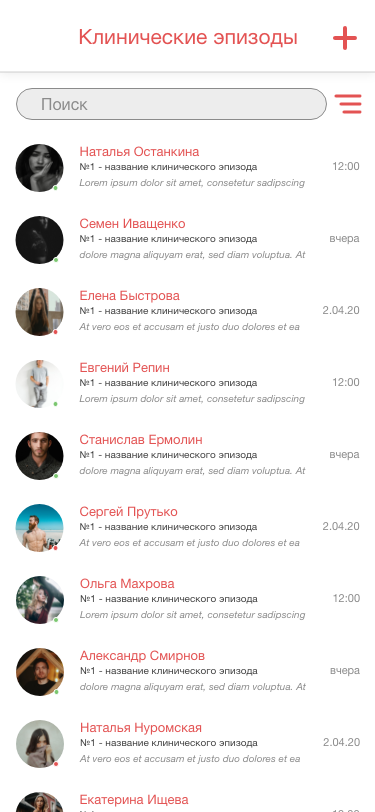 Клинические эпизоды
Поиск
Наталья Останкина
№1 - название клинического эпизода
12:00
Lorem ipsum dolor sit amet, consetetur sadipscing
Семен Иващенко
№1 - название клинического эпизода
вчера
dolore magna aliquyam erat, sed diam voluptua. At
Елена Быстрова
№1 - название клинического эпизода
2.04.20
At vero eos et accusam et justo duo dolores et ea
Евгений Репин
№1 - название клинического эпизода
12:00
Lorem ipsum dolor sit amet, consetetur sadipscing
Станислав Ермолин
№1 - название клинического эпизода
вчера
dolore magna aliquyam erat, sed diam voluptua. At
Сергей Прутько
№1 - название клинического эпизода
2.04.20
At vero eos et accusam et justo duo dolores et ea
Ольга Махрова
№1 - название клинического эпизода
12:00
Lorem ipsum dolor sit amet, consetetur sadipscing
Александр Смирнов
№1 - название клинического эпизода
вчера
dolore magna aliquyam erat, sed diam voluptua. At
Наталья Нуромская
№1 - название клинического эпизода
2.04.20
At vero eos et accusam et justo duo dolores et ea
Екатерина Ищева